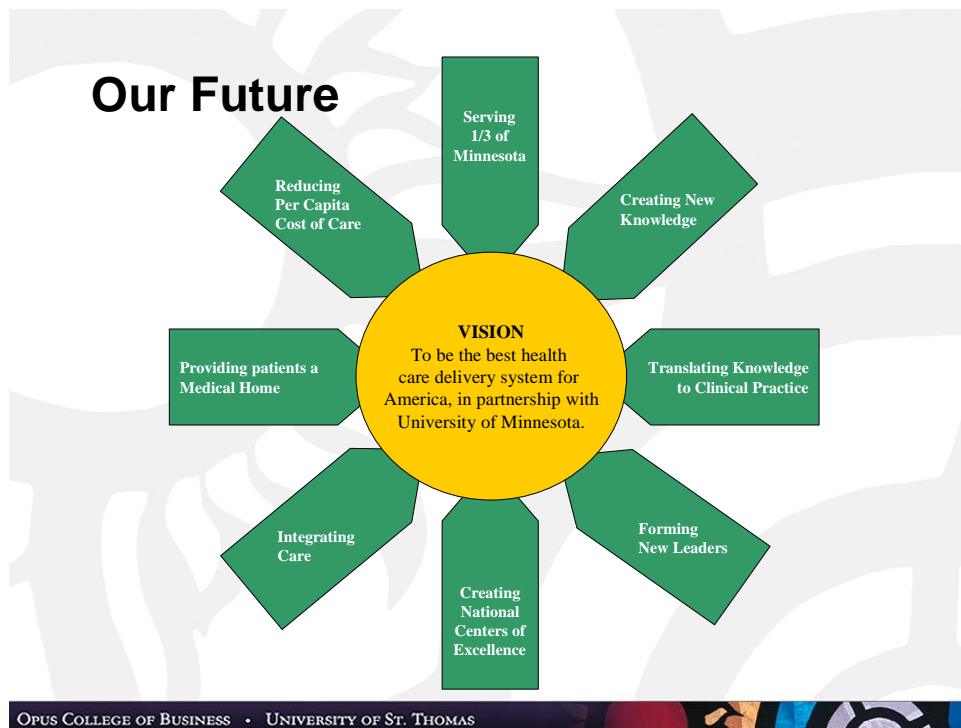 Our Future
Serving
1/3 of
Minnesota
Creating New
Knowledge
Translating Knowledge
to Clinical Practice
Forming
New Leaders
Creating
National
Centers of
Excellence
Integrating
Care
Providing patients a
Medical Home
Reducing
Per Capita
Cost of Care
VISION
To be the best health
care delivery system for
America, in partnership with
University of Minnesota.
OPUS COLLEGE OF BUSINESS • UNIVERSITY OF ST. THOMAS